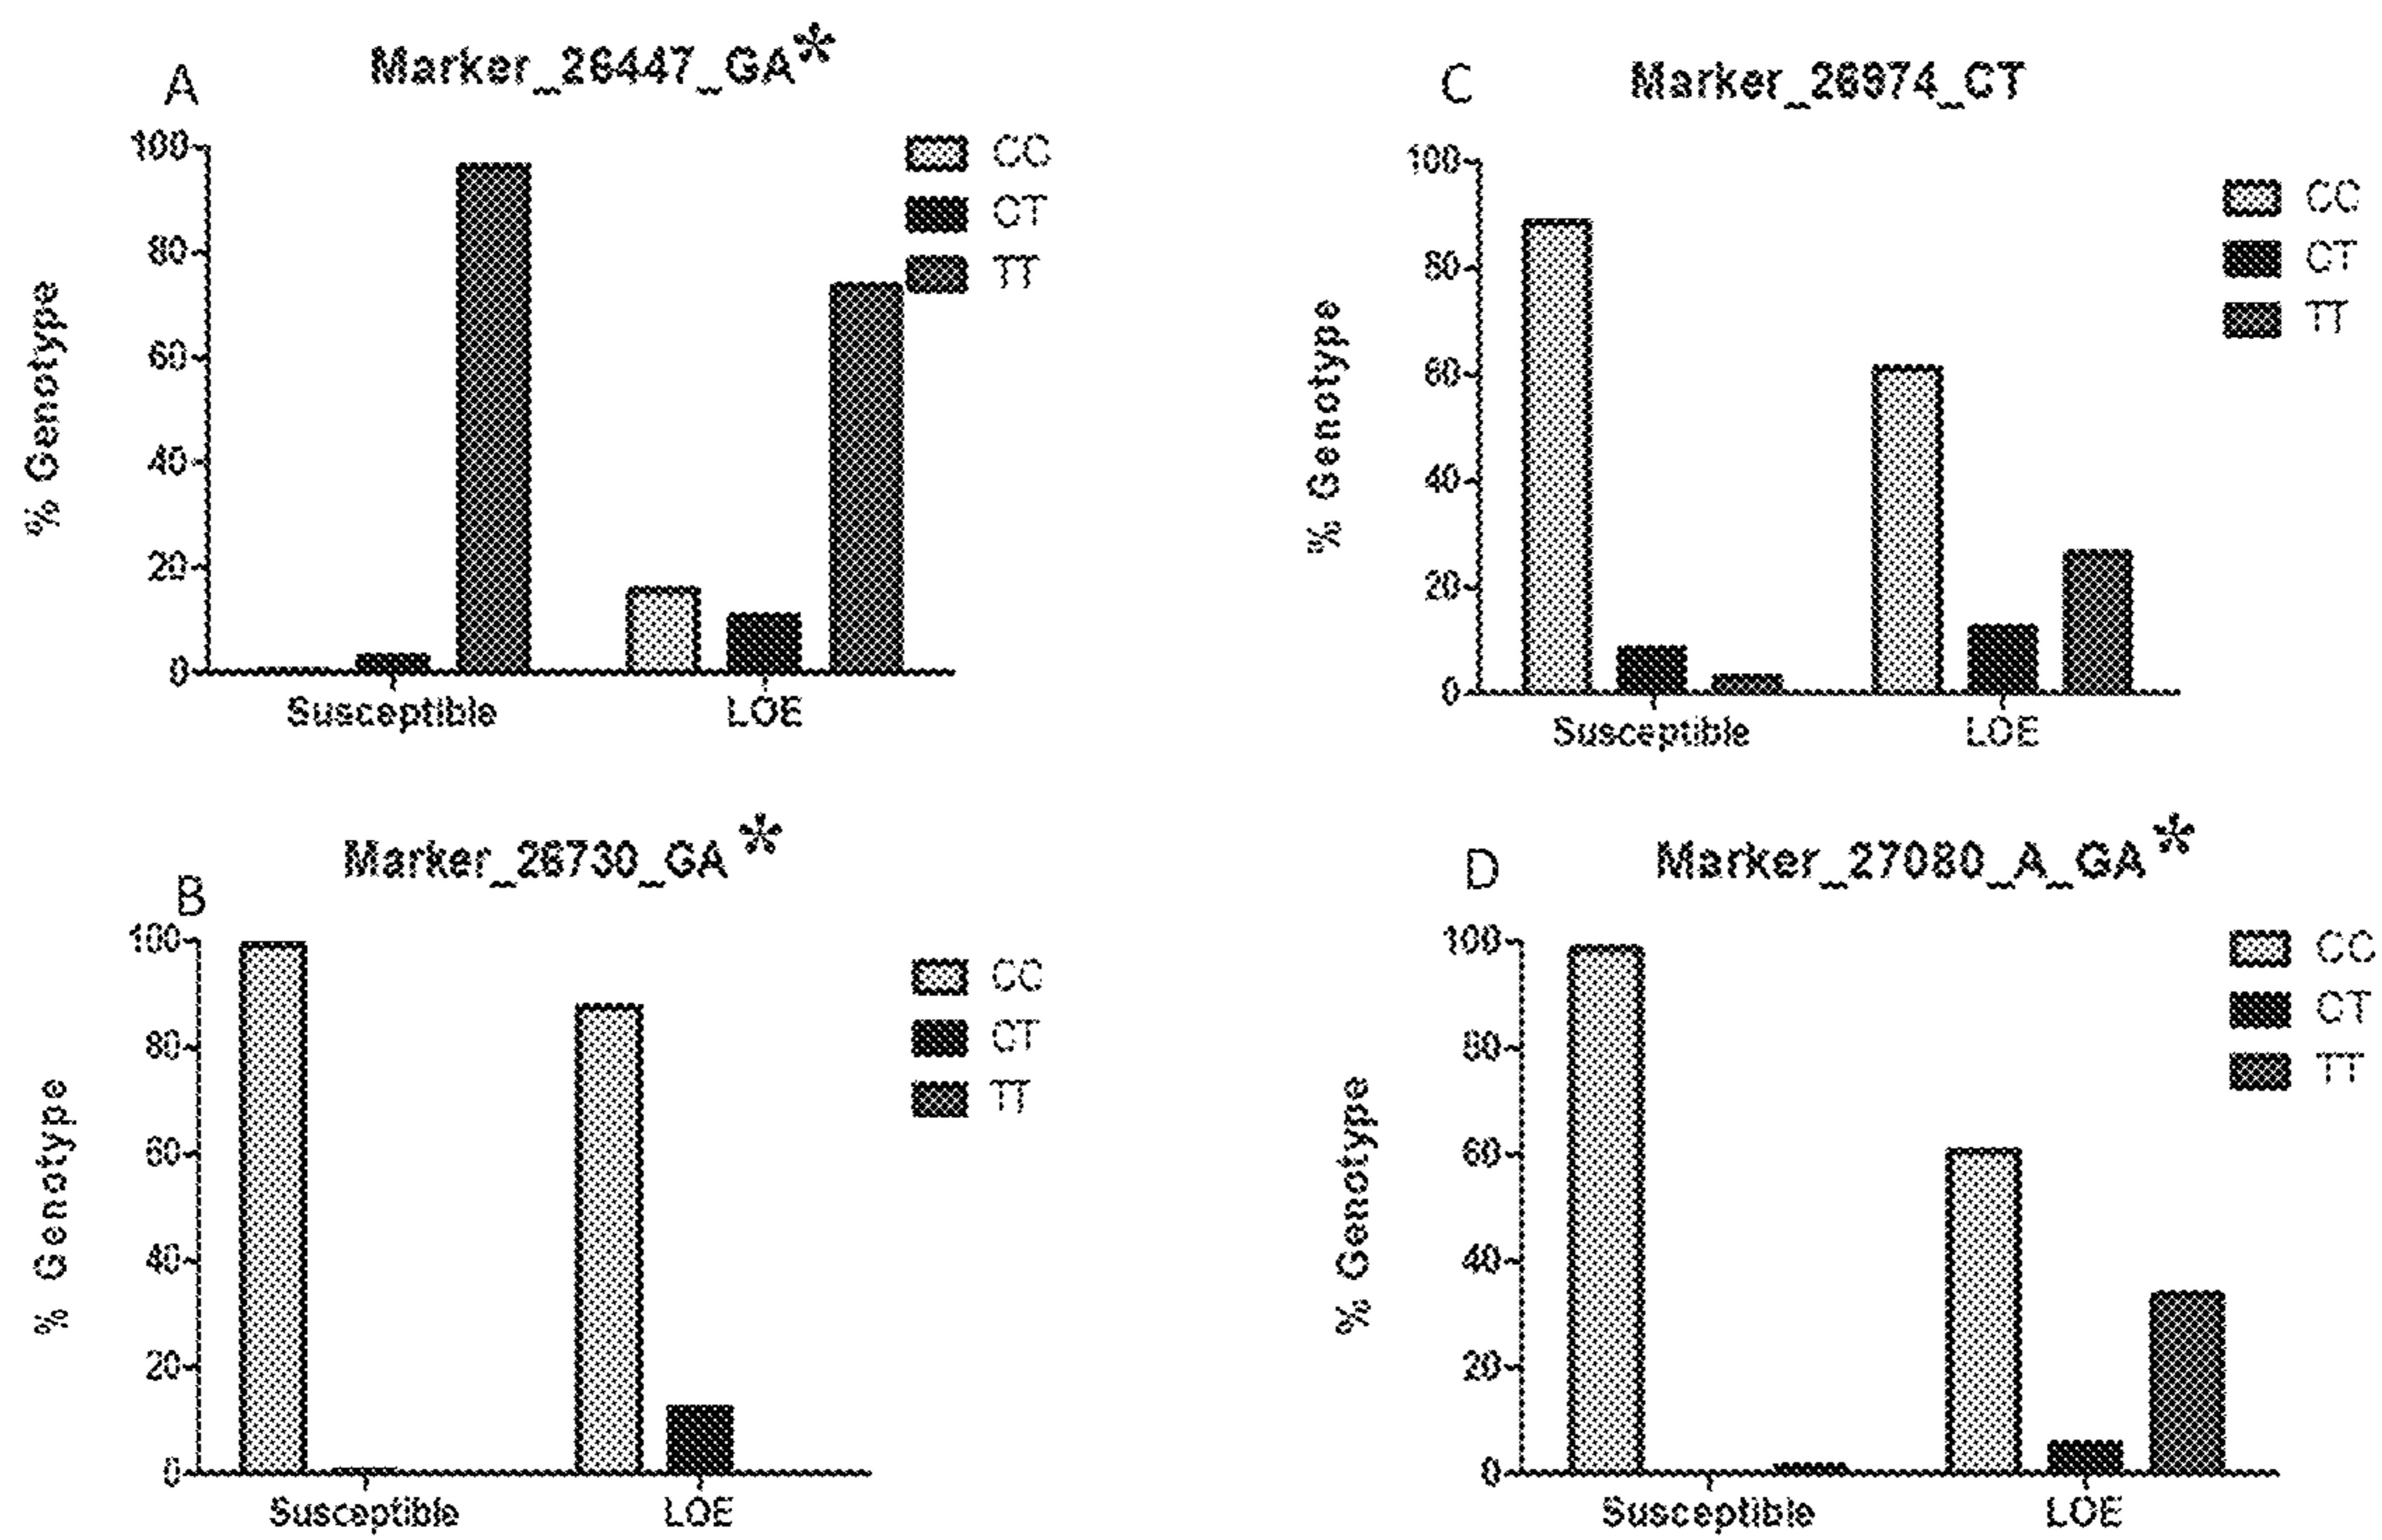 A
Marker_26447_GA*
% Genotype
100
80
60
40
20
0
Susceptible
LOE
CC
CT
TT
C
Marker_26974_CT
% Genotype
100
80
60
40
20
0
Susceptible
LOE
CC
CT
TT
B
Marker_26730_GA *
% Genotype
100
80
60
40
20
0
Susceptible
LOE
CC
CT
TT
D
Marker_27080_A_GA*
% Genotype
100
80
60
40
20
0
Susceptible
LOE
CC
CT
TT